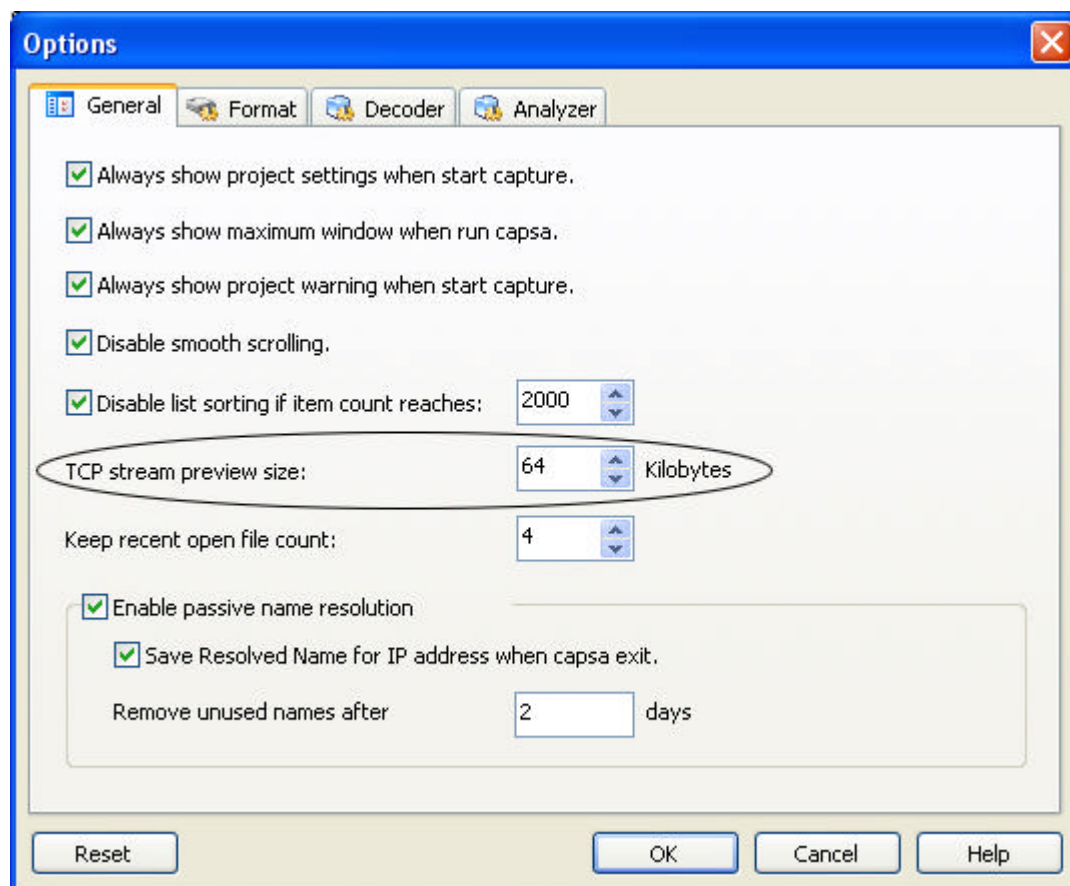 Options
General Format Decoder Analyzer
Always show project settings when start capture.
Always show maximum window when run capsa.
Always show project warning when start capture.
Disable smooth scrolling.
Disable list sorting if item count reaches: 2000
TCP stream preview size: 64 Kilobytes
Keep recent open file count: 4
Enable passive name resolution
Save Resolved Name for IP address when capsa exit.
Remove unused names after 2 days
Reset OK Cancel Help